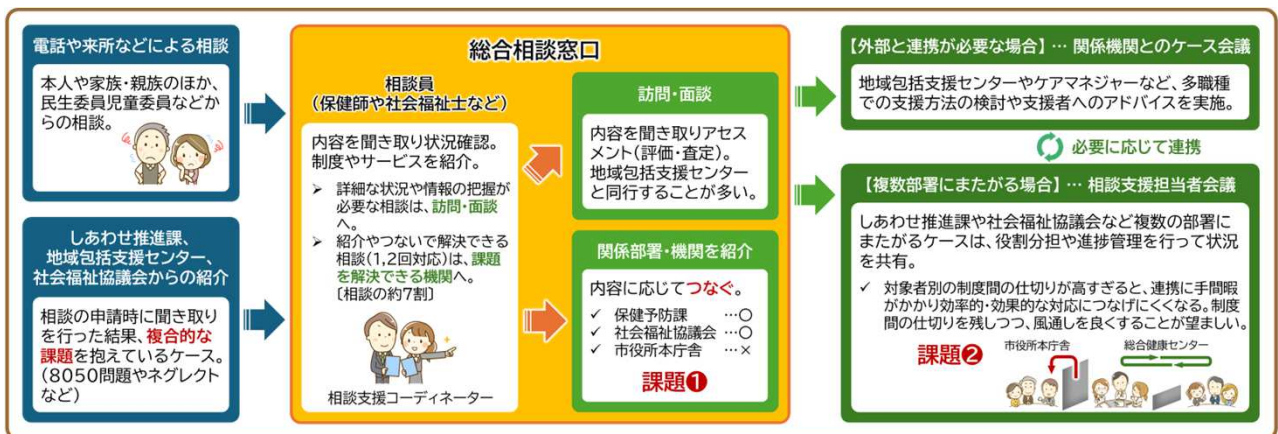 電話や来所などによる相談
本人や家族・親族のほか、
民生委員児童委員などか
らの相談。
しあわせ推進課、
地域包括支援センター、
社会福祉協議会からの紹介
相談の申請時に聞き取り
を行った結果、複合的な
課題を抱えているケース。
(8050問題やネグレクト
など)
総合相談窓口
相談員
(保健師や社会福祉士など)
内容を聞き取り状況確認。
制度やサービスを紹介。
➢ 詳細な状況や情報の把握が
必要な相談は、訪問・面談
へ。
➢ 紹介やつないで解決できる
相談(1,2回対応)は、課題
を解決できる機関へ。
〔相談の約7割〕
相談支援コーディネーター
訪問・面談
内容を聞き取りアセス
メント(評価・査定)。
地域包括支援センター
と同行することが多い。
関係部署・機関を紹介
内容に応じてつなぐ。
✓ 保健予防課 …○
✓ 社会福祉協議会 …○
✓ 市役所本庁舎 …×
課題❶
【外部と連携が必要な場合】 … 関係機関とのケース会議
地域包括支援センターやケアマネジャーなど、多職種
での支援方法の検討や支援者へのアドバイスを実施。
必要に応じて連携
【複数部署にまたがる場合】 … 相談支援担当者会議
しあわせ推進課や社会福祉協議会など複数の部署に
またがるケースは、役割分担や進捗管理を行って状況
を共有。
✓ 対象者別の制度間の仕切りが高すぎると、連携に手間暇
がかかり効率的・効果的な対応につなげにくくなる。制度
間の仕切りを残しつつ、風通しを良くすることが望ましい。
課題❷
市役所本庁舎
総合健康センター